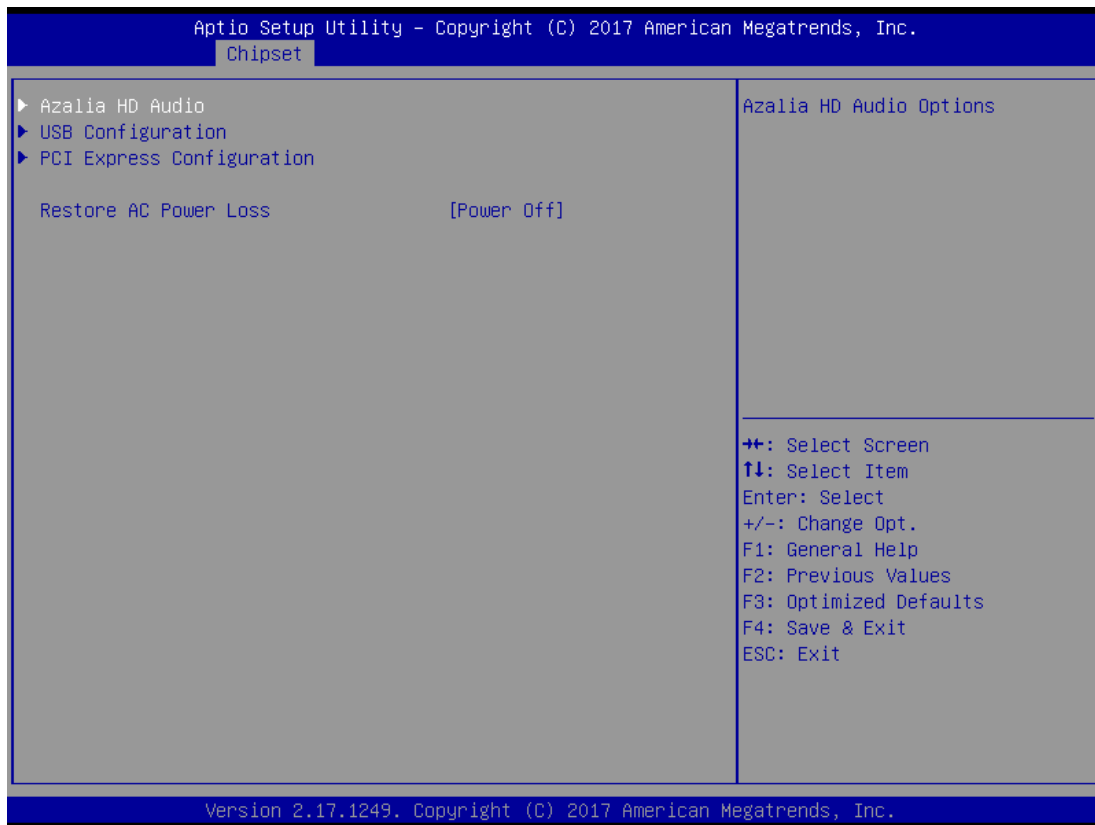 Aptio Setup Utility – Copyright (C) 2017 American Megatrends, Inc.
Chipset
▶ Azalia HD Audio
▶ USB Configuration
▶ PCI Express Configuration
Restore AC Power Loss [Power Off]
Azalia HD Audio Options
→←: Select Screen
↑↓: Select Item
Enter: Select
+/-: Change Opt.
F1: General Help
F2: Previous Values
F3: Optimized Defaults
F4: Save & Exit
ESC: Exit
Version 2.17.1249. Copyright (C) 2017 American Megatrends, Inc.